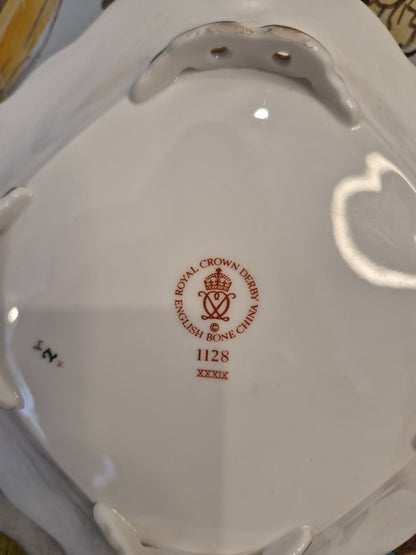 ROYAL CROWN DERBY
ENGLISH BONE CHINA
©
1128
XXXIX